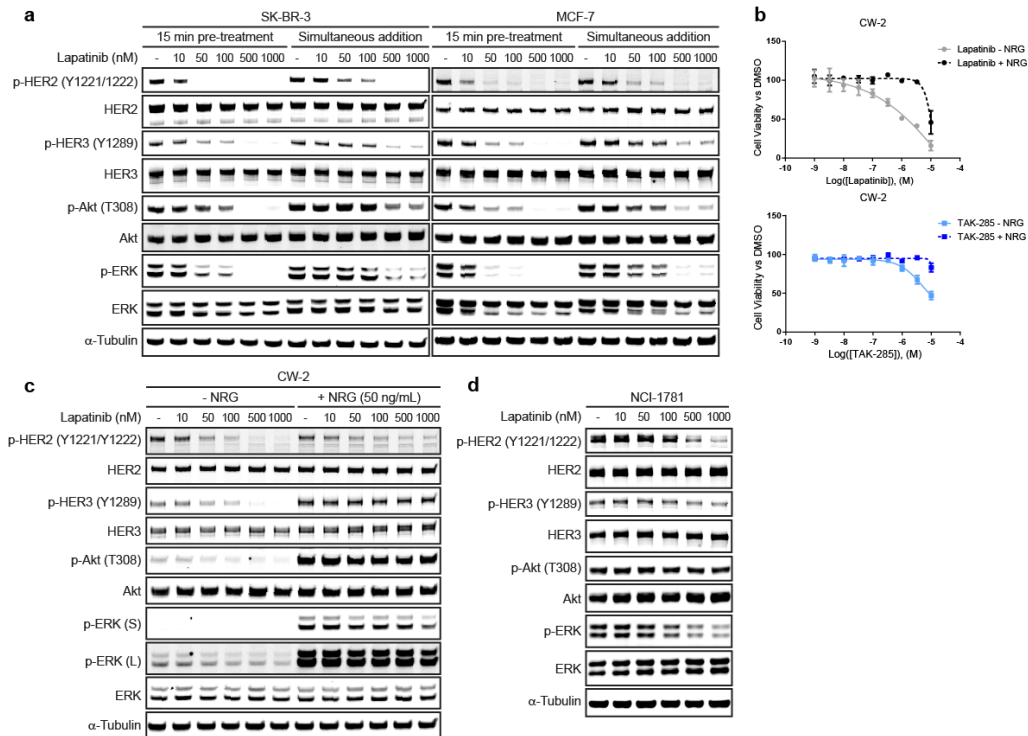 a
SK-BR-3 MCF-7
15 min pre-treatment Simultaneous addition 15 min pre-treatment Simultaneous addition
Lapatinib (nM) - 10 50 100 500 1000 - 10 50 100 500 1000 - 10 50 100 500 1000 - 10 50 100 500 1000
p-HER2 (Y1221/1222)
HER2
p-HER3 (Y1289)
HER3
p-Akt (T308)
Akt
p-ERK
ERK
α-Tubulin
b
CW-2
Lapatinib - NRG
Lapatinib + NRG
Cell Viability vs DMSO
150
100
50
0
-10 -9 -8 -7 -6 -5 -4
Log([Lapatinib]), (M)
CW-2
TAK-285 - NRG
TAK-285 + NRG
Cell Viability vs DMSO
150
100
50
0
-10 -9 -8 -7 -6 -5 -4
Log([TAK-285]), (M)
c
CW-2
- NRG + NRG (50 ng/mL)
Lapatinib (nM) - 10 50 100 500 1000 - 10 50 100 500 1000
p-HER2 (Y1221/Y1222)
HER2
p-HER3 (Y1289)
HER3
p-Akt (T308)
Akt
p-ERK (S)
p-ERK (L)
ERK
α-Tubulin
d
NCI-1781
Lapatinib (nM) - 10 50 100 500 1000
p-HER2 (Y1221/1222)
HER2
p-HER3 (Y1289)
HER3
p-Akt (T308)
Akt
p-ERK
ERK
α-Tubulin